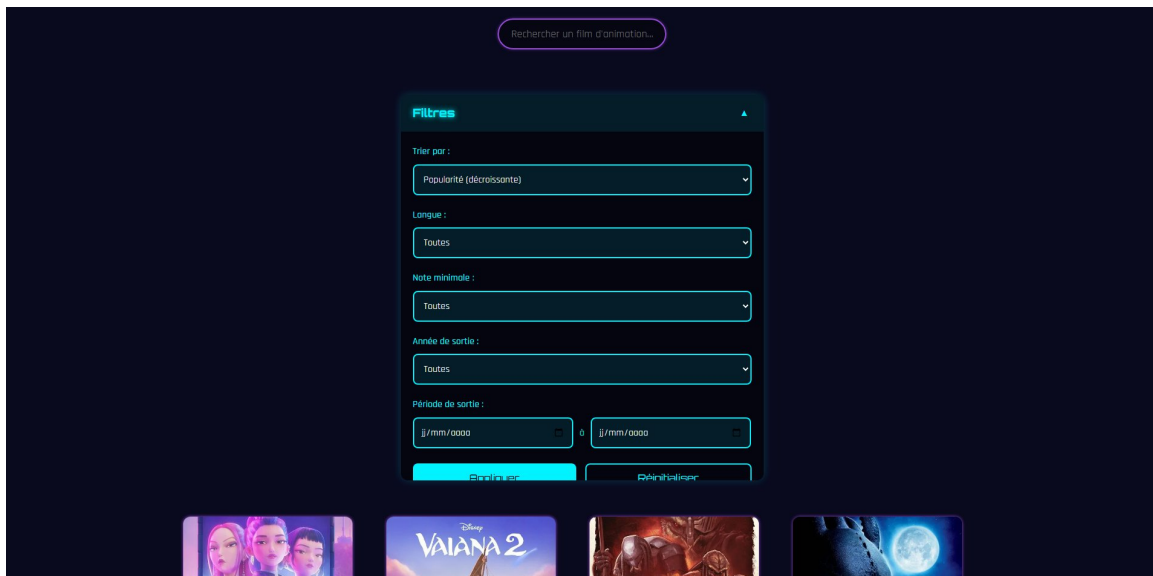 Rechercher un film d'animation...
Filtres ▲
Trier par :
Popularité (décroissante)
Langue :
Toutes
Note minimale :
Toutes
Année de sortie :
Toutes
Période de sortie :
jj/mm/aaaa à jj/mm/aaaa
Appliquer Réinitialiser
Disney
VAIANA 2